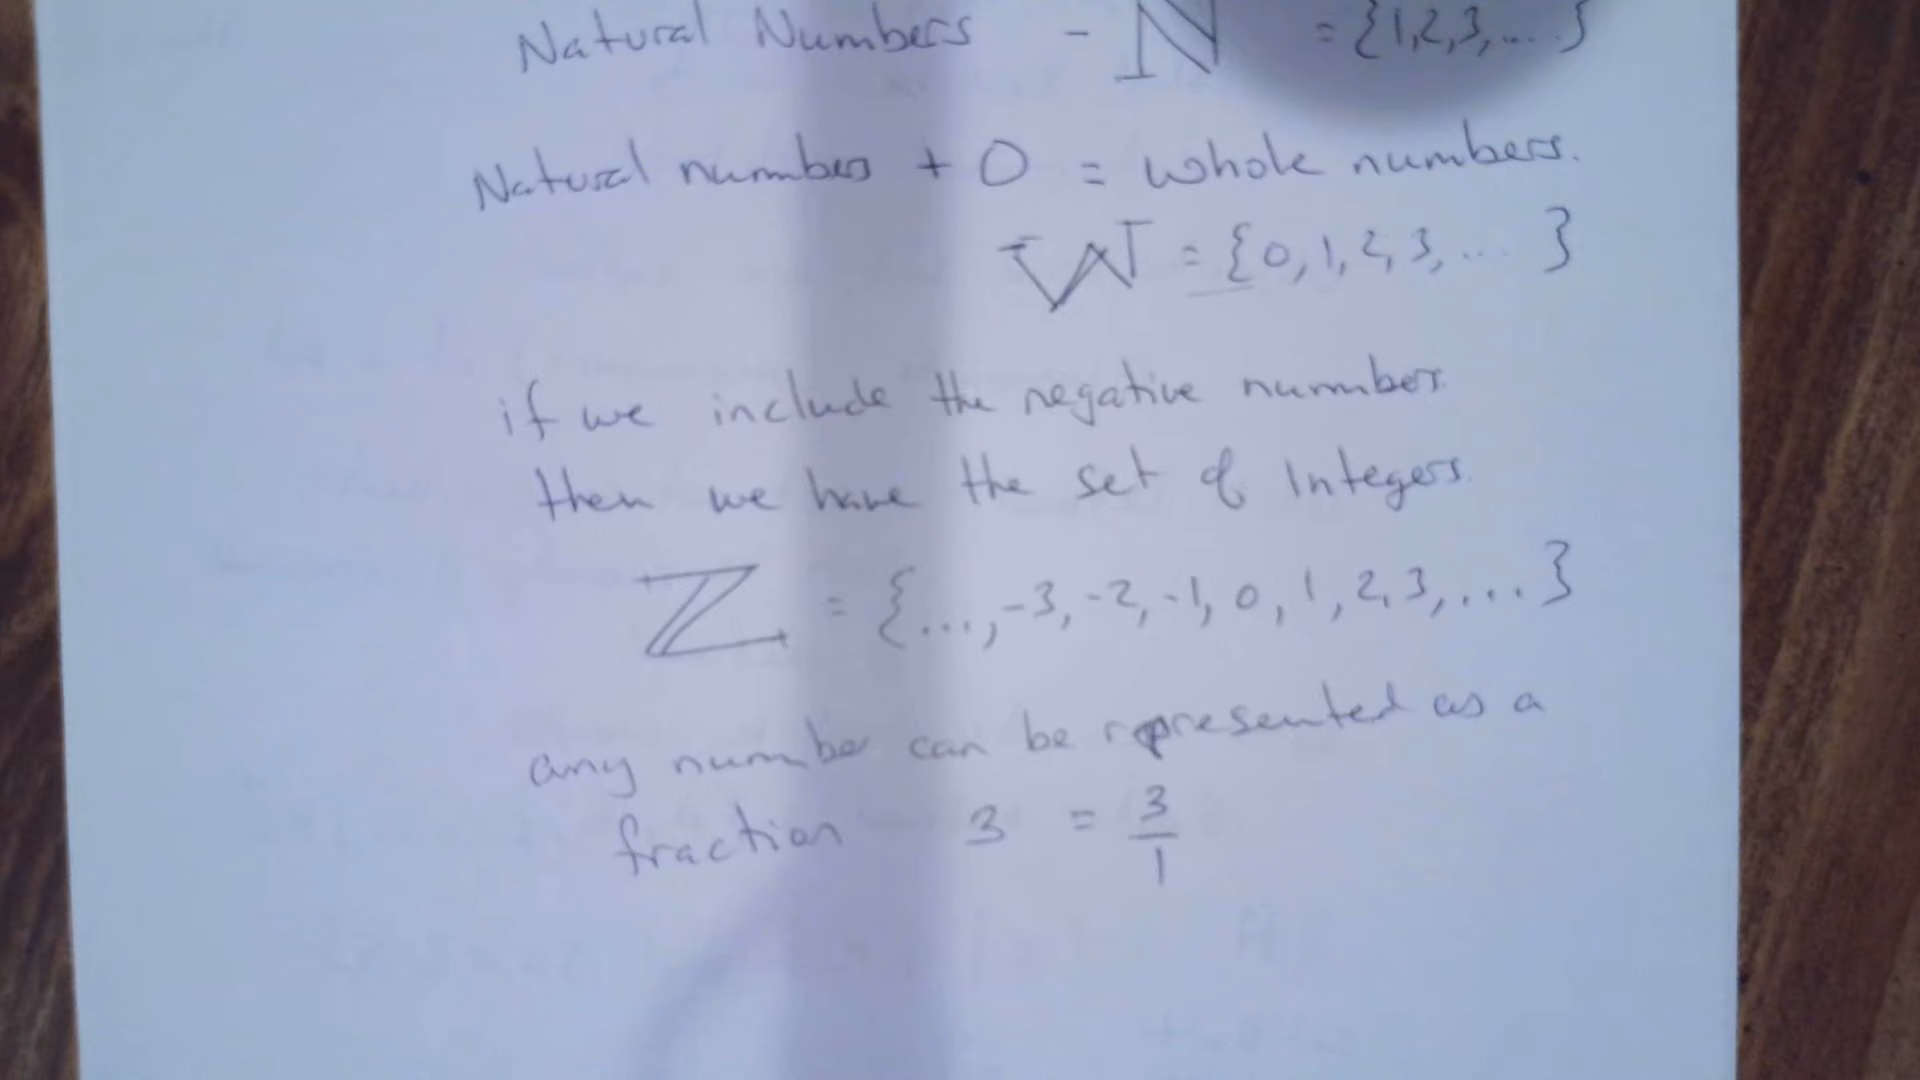 Natural Numbers - ℕ = {1,2,3,...}
Natural numbers + 0 = whole numbers.
𝕎 = {0,1,2,3,... }
if we include the negative number
then we have the set of Integers.
ℤ = {...,-3,-2,-1,0,1,2,3,...}
any number can be represented as a
fraction 3 = 3/1